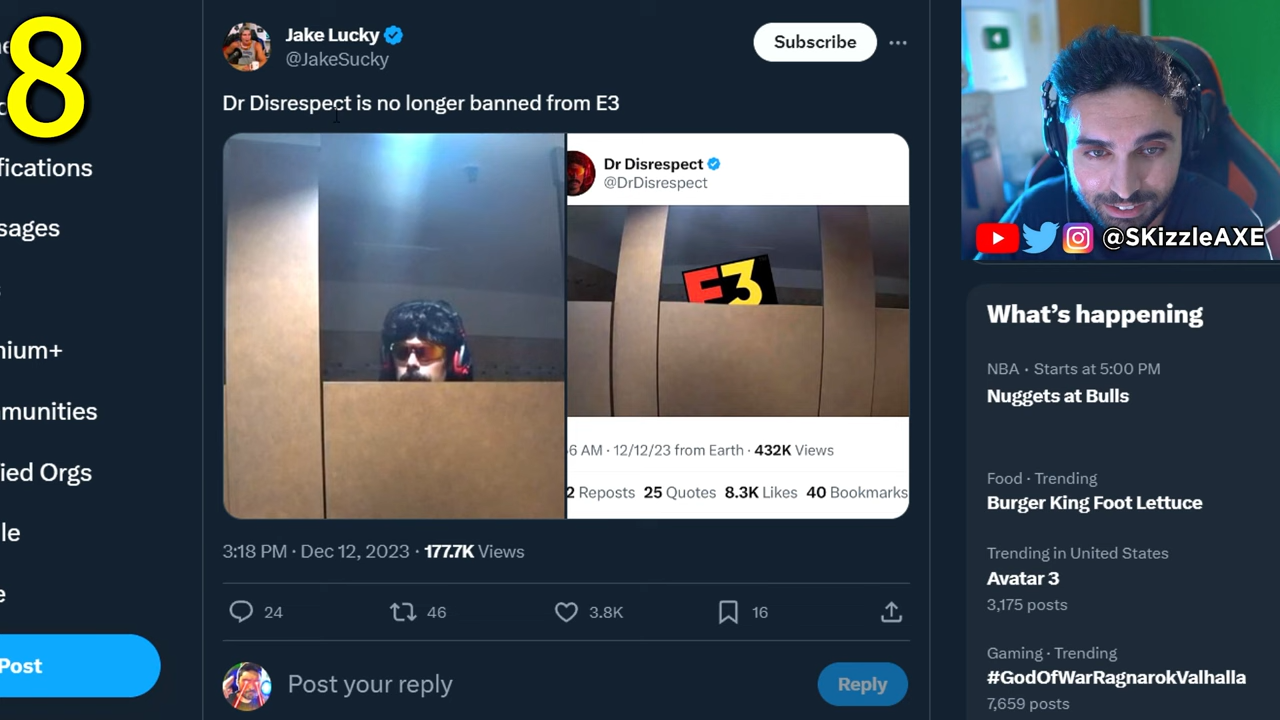 8
fications
sages
nium+
nmunities
ied Orgs
le
e
Post
Jake Lucky
@JakeSucky
Subscribe
Dr Disrespect is no longer banned from E3
Dr Disrespect
@DrDisrespect
E3
6 AM · 12/12/23 from Earth · 432K Views
2 Reposts 25 Quotes 8.3K Likes 40 Bookmarks
3:18 PM · Dec 12, 2023 · 177.7K Views
24 46 3.8K 16
Post your reply
Reply
@SKizzleAXE
What's happening
NBA · Starts at 5:00 PM
Nuggets at Bulls
Food · Trending
Burger King Foot Lettuce
Trending in United States
Avatar 3
3,175 posts
Gaming · Trending
#GodOfWarRagnarokValhalla
7,659 posts